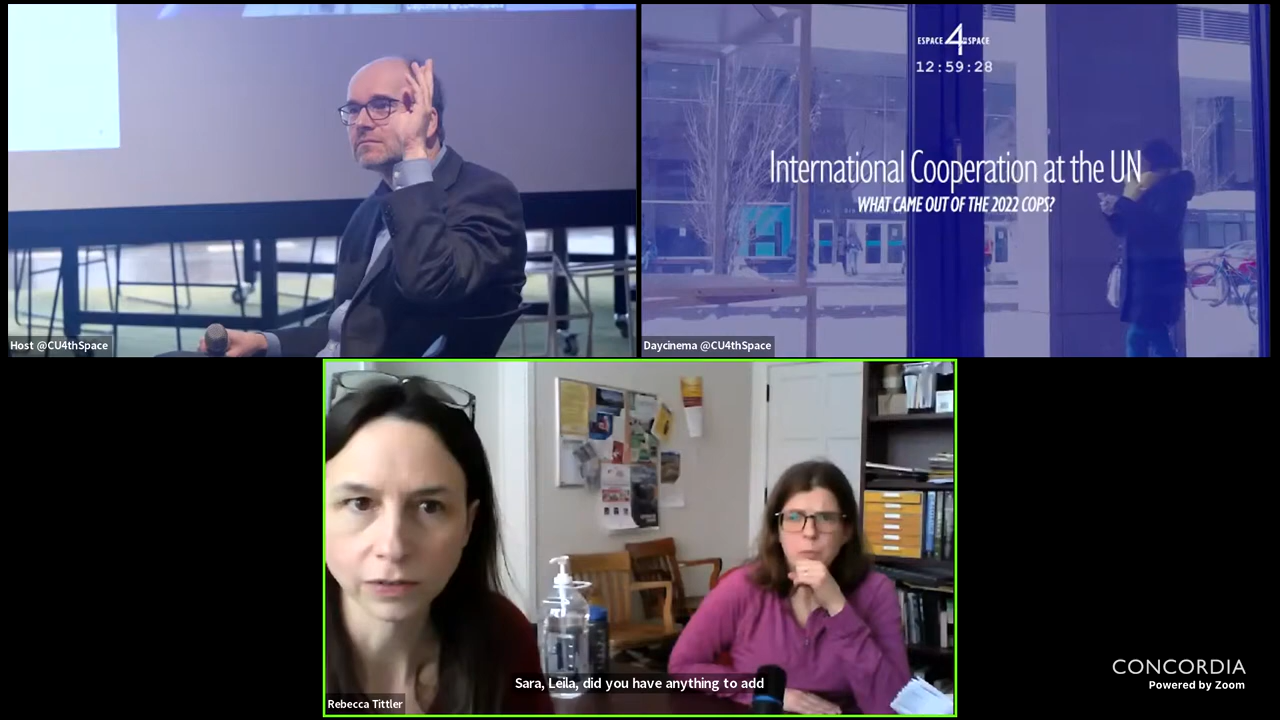 ESPACE 4 SPACE
12:59:28
International Cooperation at the UN
WHAT CAME OUT OF THE 2022 COPS?
Host @CU4thSpace
Daycinema @CU4thSpace
Sara, Leila, did you have anything to add
Rebecca Tittler
CONCORDIA
Powered by Zoom